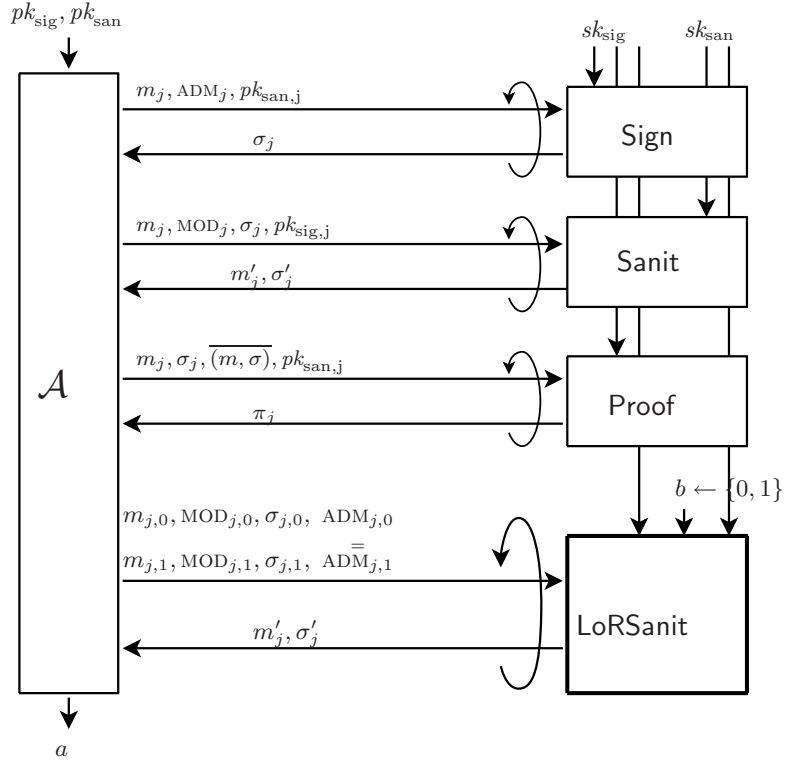 pk_sig, pk_san
sk_sig sk_san
m_j, ADM_j, pk_san,j
σ_j
Sign
m_j, MOD_j, σ_j, pk_sig,j
m′_j, σ′_j
Sanit
m_j, σ_j, \overline{(m, σ)}, pk_san,j
π_j
Proof
𝒜
b ← {0, 1}
m_j,0, MOD_j,0, σ_j,0, ADM_j,0
=
m_j,1, MOD_j,1, σ_j,1, ADM_j,1
m′_j, σ′_j
LoRSanit
a